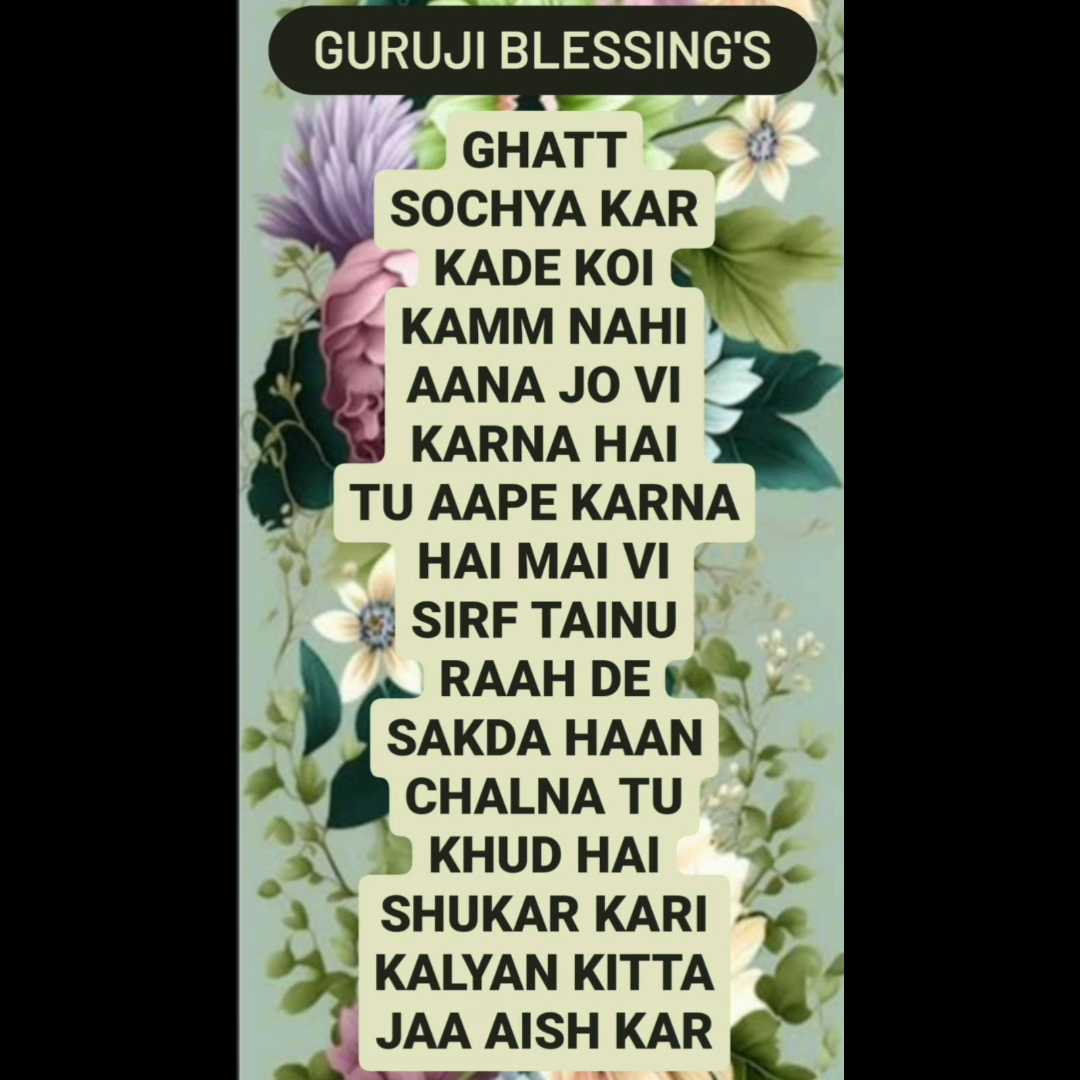 GURUJI BLESSING'S
GHATT
SOCHYA KAR
KADE KOI
KAMM NAHI
AANA JO VI
KARNA HAI
TU AAPE KARNA
HAI MAI VI
SIRF TAINU
RAAH DE
SAKDA HAAN
CHALNA TU
KHUD HAI
SHUKAR KARI
KALYAN KITTA
JAA AISH KAR